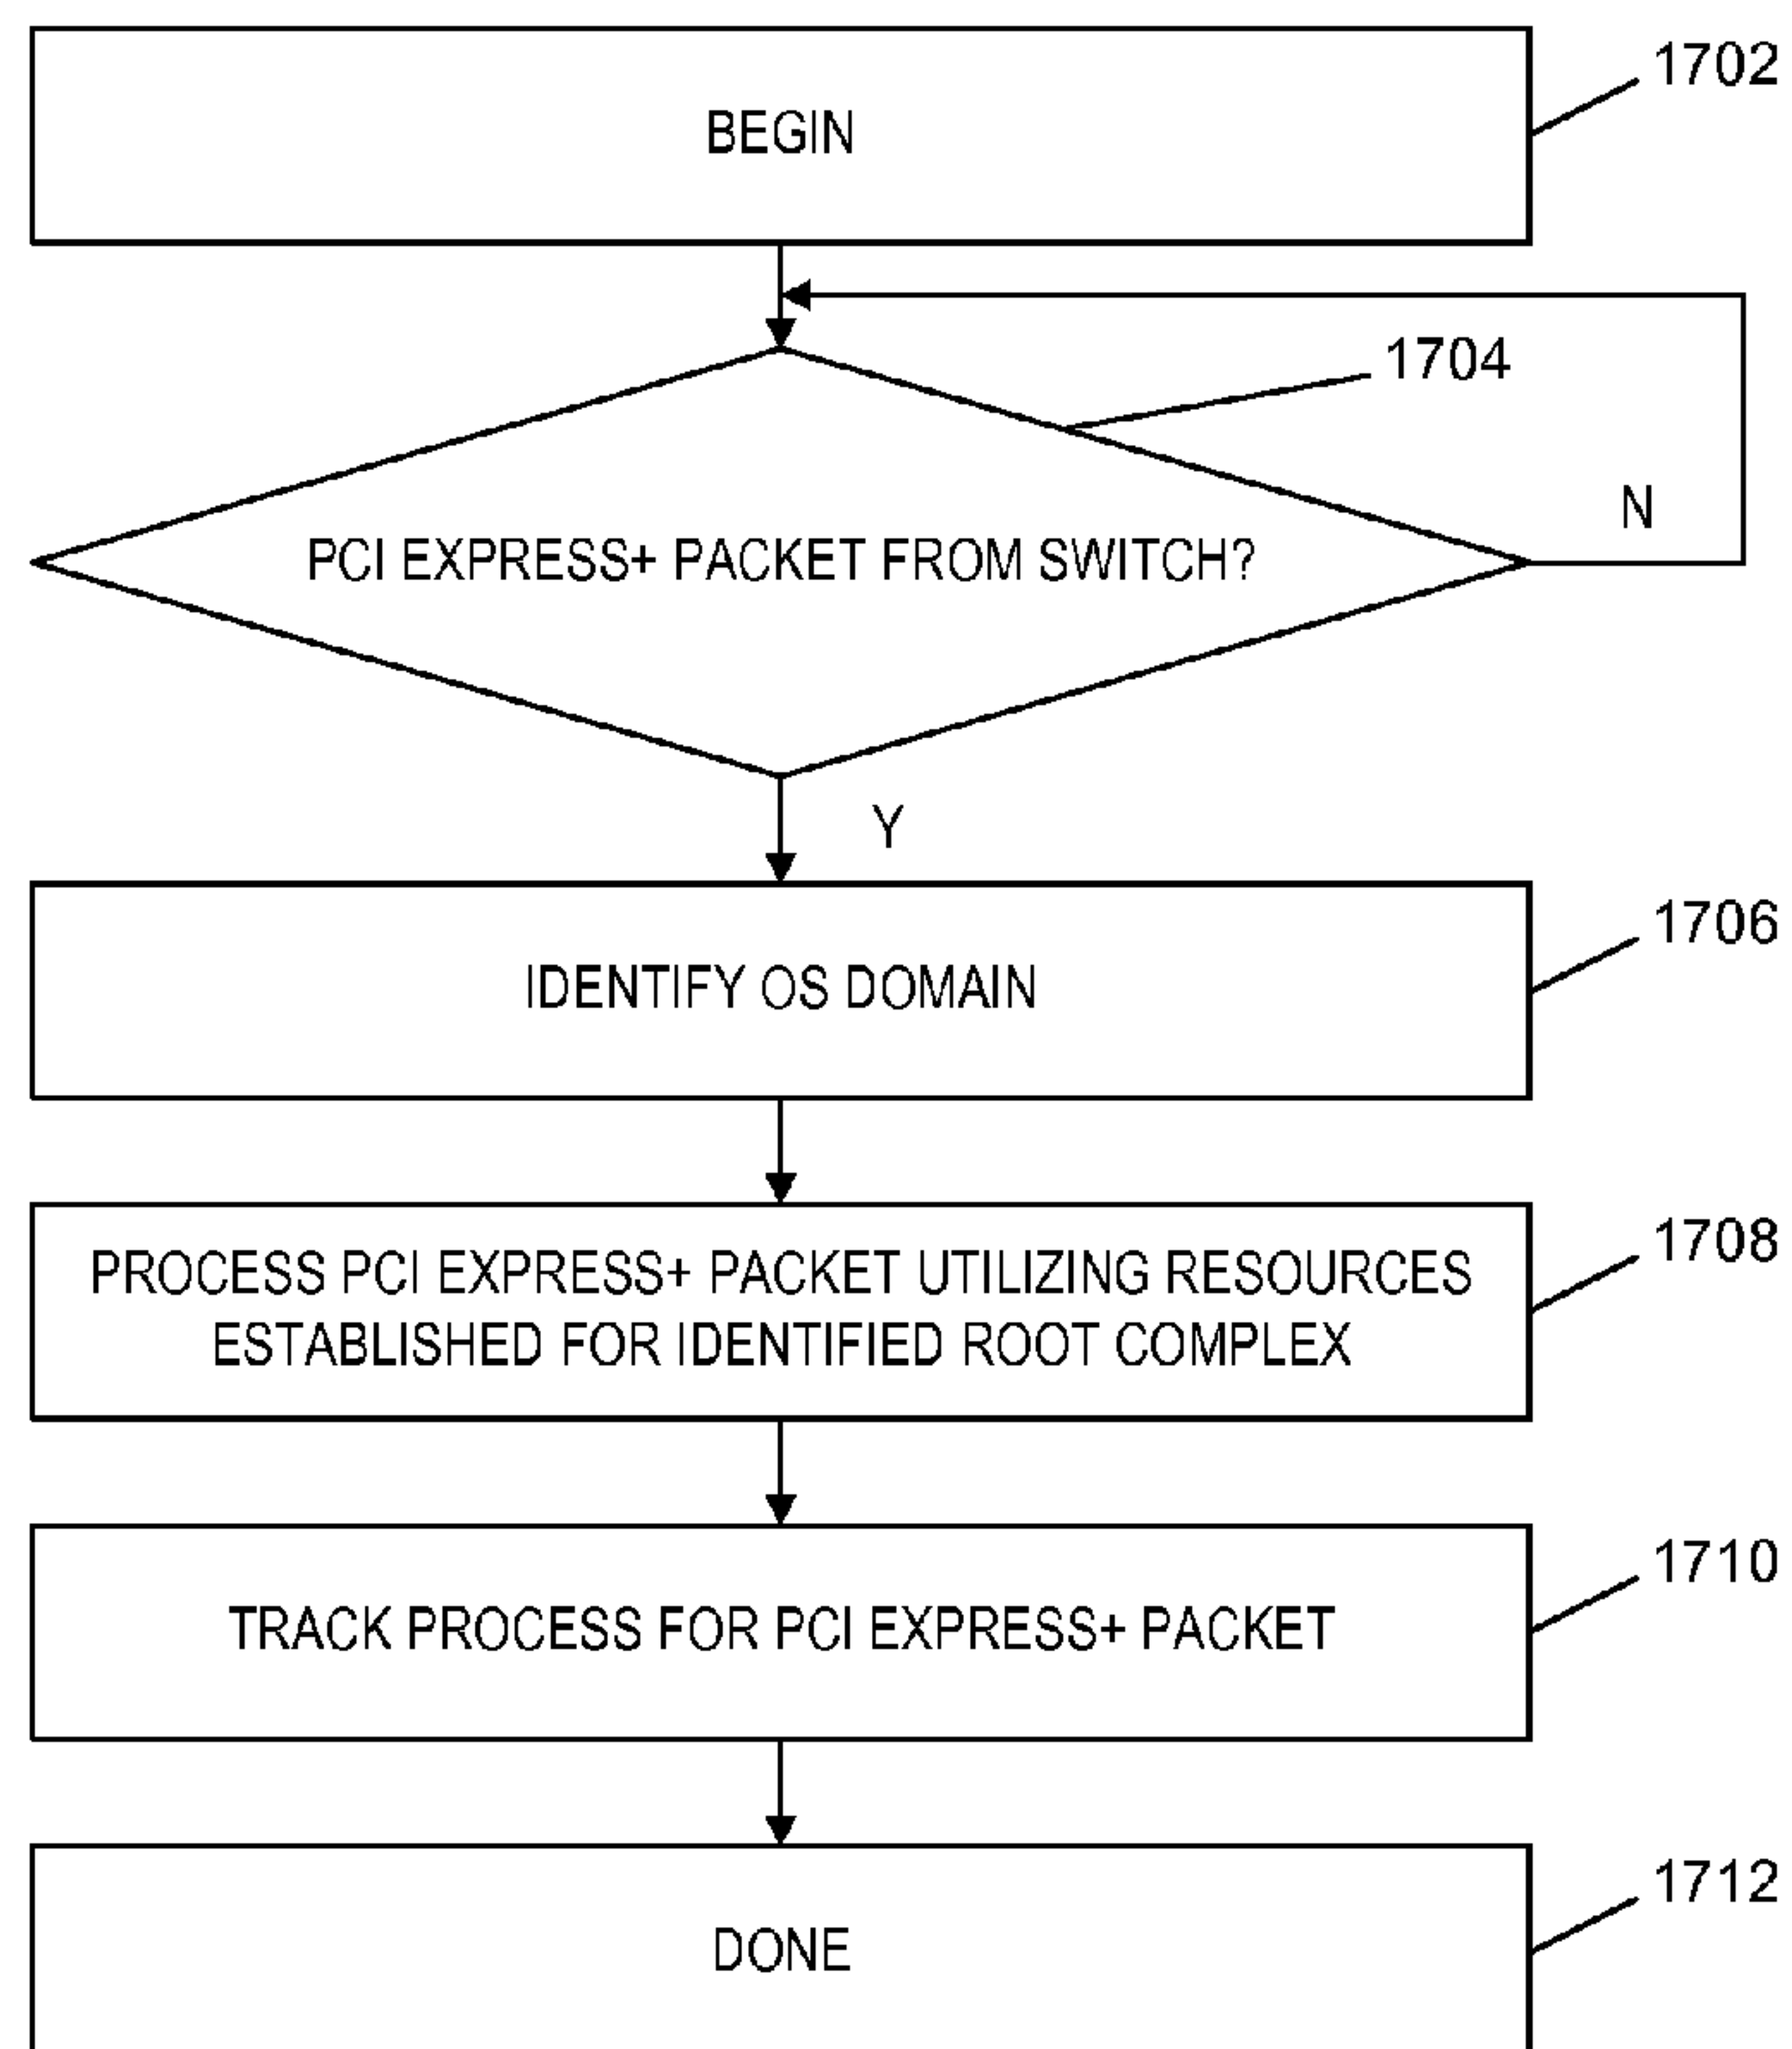 1702
BEGIN
1704
N
PCI EXPRESS+ PACKET FROM SWITCH?
Y
1706
IDENTIFY OS DOMAIN
1708
PROCESS PCI EXPRESS+ PACKET UTILIZING RESOURCES
ESTABLISHED FOR IDENTIFIED ROOT COMPLEX
1710
TRACK PROCESS FOR PCI EXPRESS+ PACKET
1712
DONE